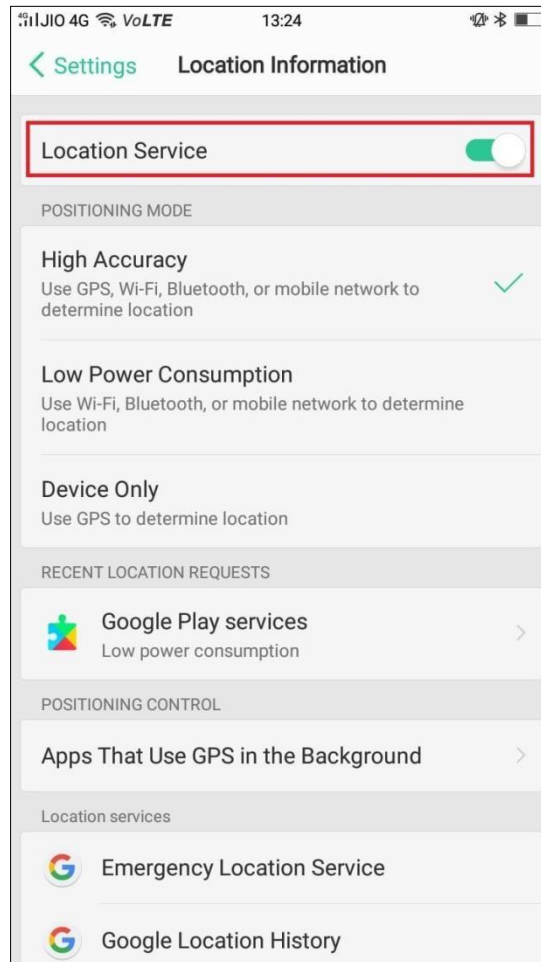 4G JIO 4G VoLTE 13:24
Settings Location Information
Location Service
POSITIONING MODE
High Accuracy
Use GPS, Wi-Fi, Bluetooth, or mobile network to
determine location
Low Power Consumption
Use Wi-Fi, Bluetooth, or mobile network to determine
location
Device Only
Use GPS to determine location
RECENT LOCATION REQUESTS
Google Play services
Low power consumption
POSITIONING CONTROL
Apps That Use GPS in the Background
Location services
Emergency Location Service
Google Location History